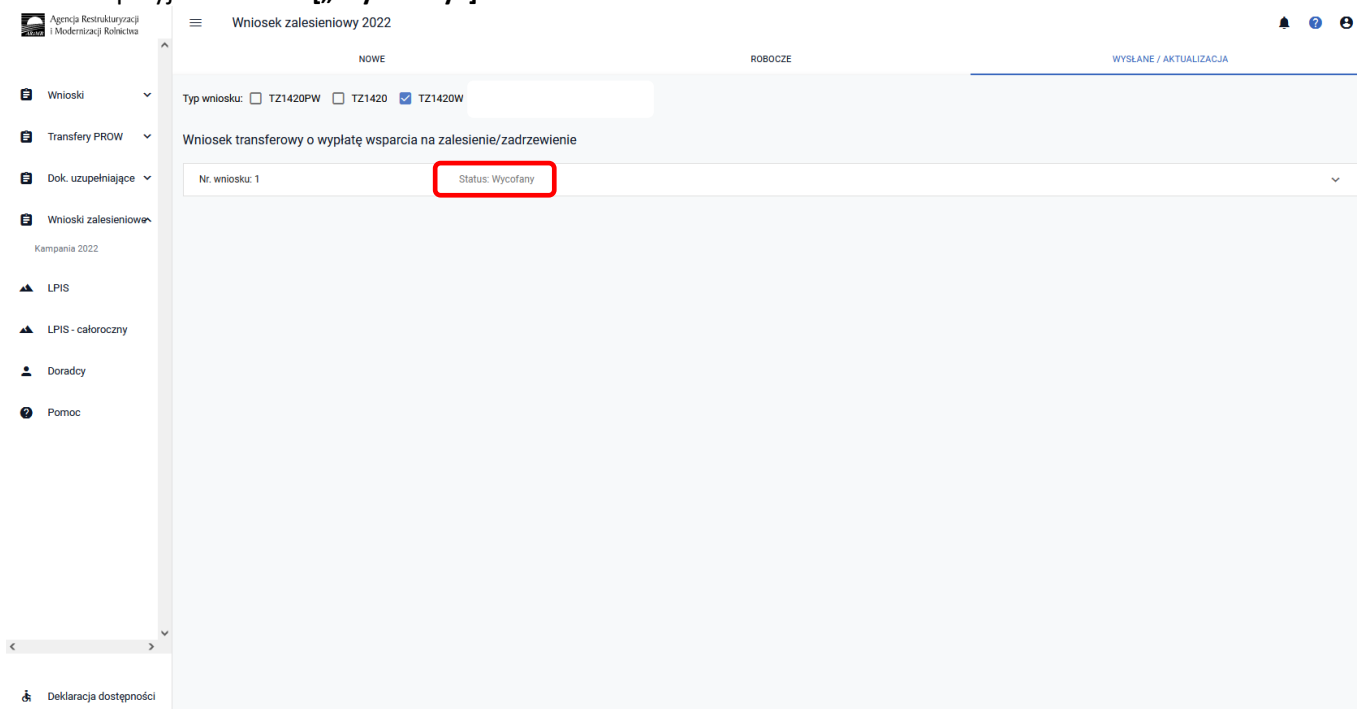 Agencja Restrukturyzacji
i Modernizacji Rolnictwa
Wniosek zalesieniowy 2022
NOWE
ROBOCZE
WYSŁANE / AKTUALIZACJA
Wnioski
Typ wniosku: TZ1420PW TZ1420 TZ1420W
Transfery PROW
Wniosek transferowy o wypłatę wsparcia na zalesienie/zadrzewienie
Dok. uzupełniające
Nr. wniosku: 1
Status: Wycofany
Wnioski zalesieniowe
Kampania 2022
LPIS
LPIS - całoroczny
Doradcy
Pomoc
Deklaracja dostępności